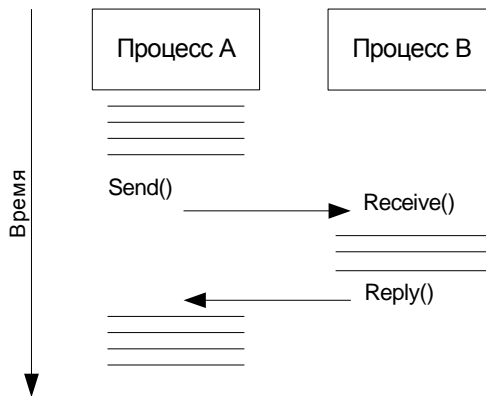 Процесс А
Процесс В
Send()
Receive()
Время
Reply()